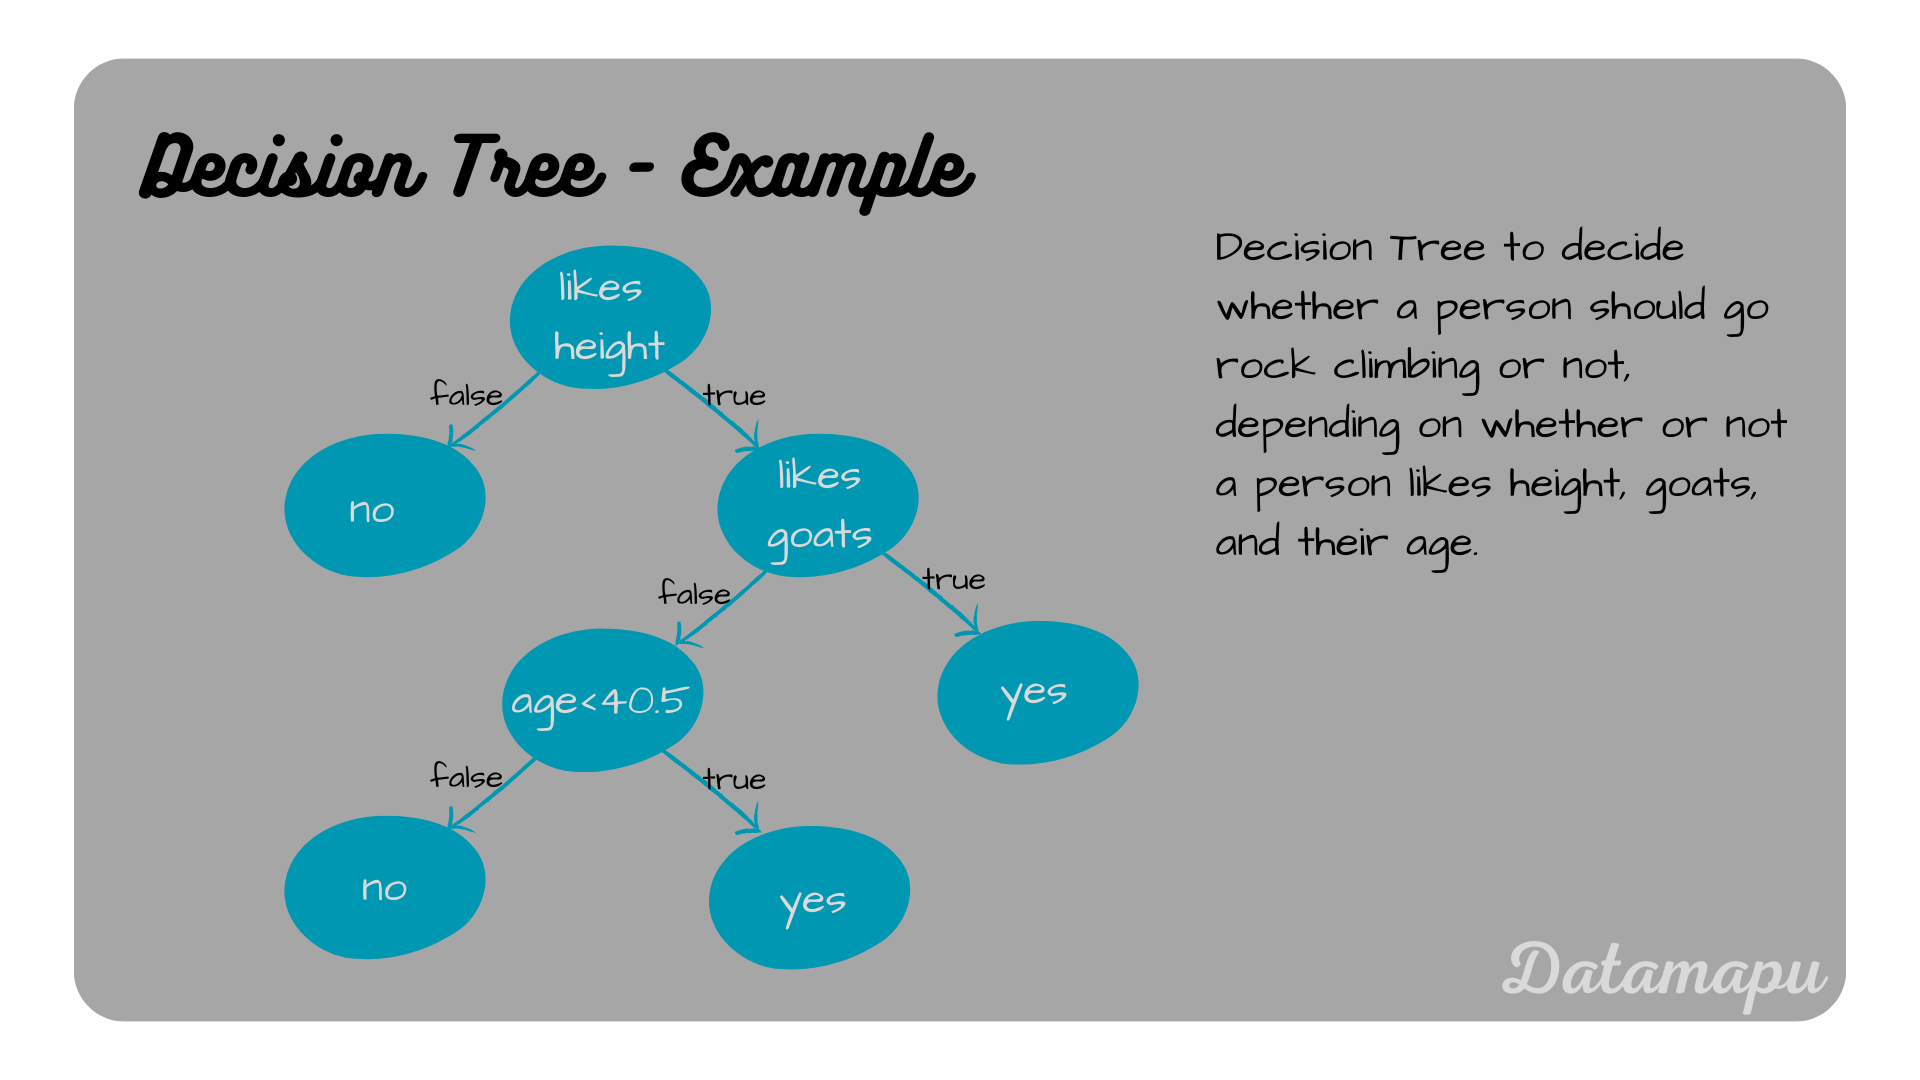 Decision Tree - Example
likes
height
false
true
no
likes
goats
false
true
age<40.5
yes
false
true
no
yes
Decision Tree to decide
whether a person should go
rock climbing or not,
depending on whether or not
a person likes height, goats,
and their age.
Datamapu